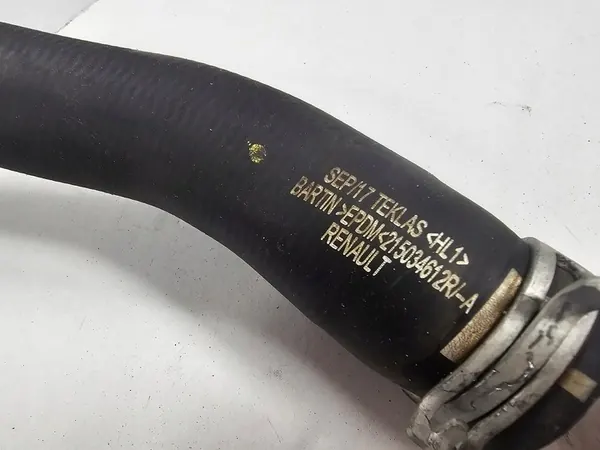 SEP/17 TEKLAS <HL1>
BARTIN >EPDM<215034612R/-A
RENAULT